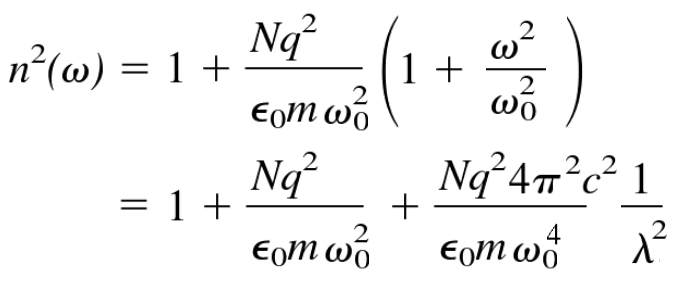 n²(ω) = 1 + Nq²/(ϵ₀mω₀²) (1 + ω²/ω₀²)
= 1 + Nq²/(ϵ₀mω₀²) + Nq²4π²c²/(ϵ₀mω₀⁴) 1/λ²